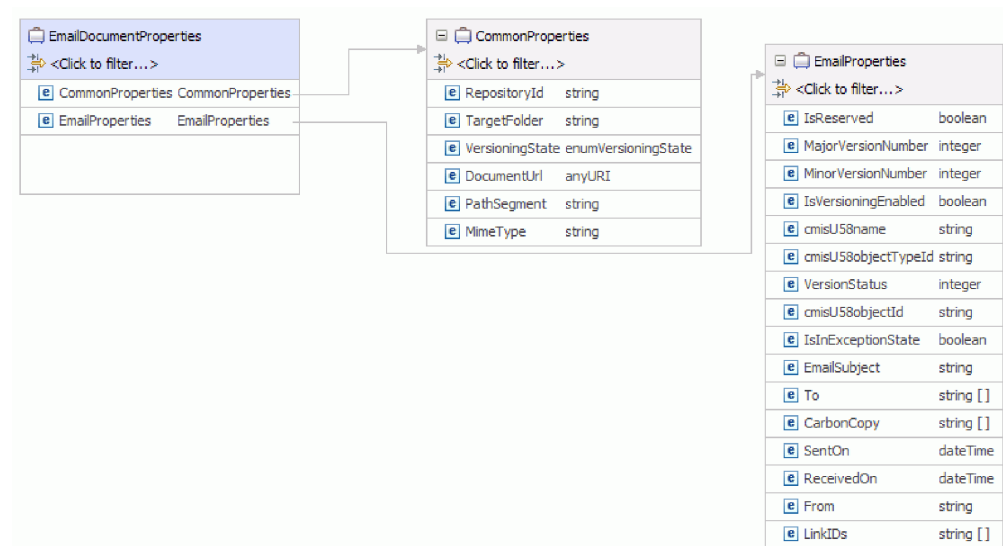 EmailDocumentProperties
<Click to filter...>
CommonProperties CommonProperties
EmailProperties EmailProperties
CommonProperties
<Click to filter...>
RepositoryId string
TargetFolder string
VersioningState enumVersioningState
DocumentUrl anyURI
PathSegment string
MimeType string
EmailProperties
<Click to filter...>
IsReserved boolean
MajorVersionNumber integer
MinorVersionNumber integer
IsVersioningEnabled boolean
cmisU58name string
cmisU58objectTypeId string
VersionStatus integer
cmisU58objectId string
IsInExceptionState boolean
EmailSubject string
To string []
CarbonCopy string []
SentOn dateTime
ReceivedOn dateTime
From string
LinkIDs string []